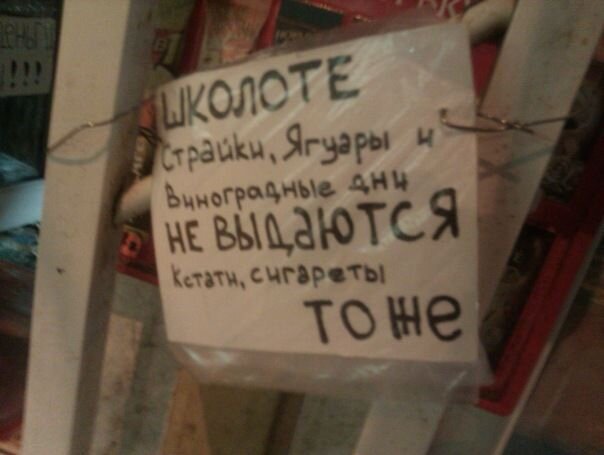 ШКОЛОТЕ
Страйки, Ягуары и
Виноградные дни
НЕ ВЫДАЮТСЯ
Кстати, сигареты
тоже